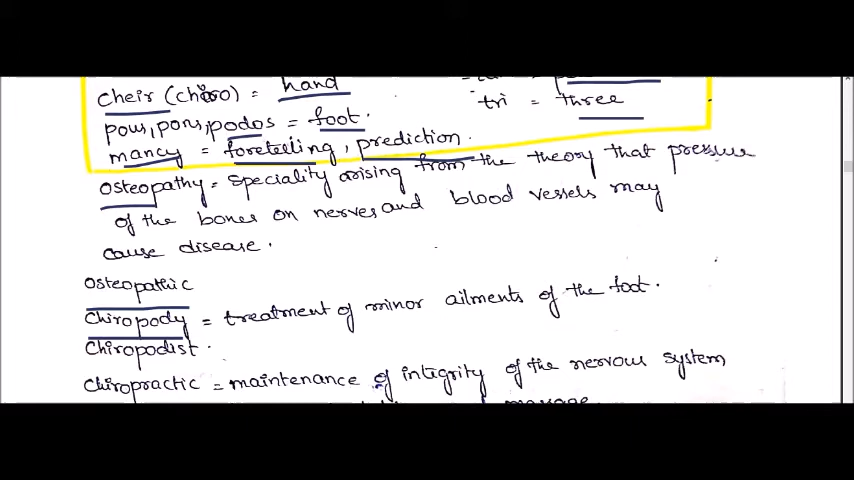 Cheir (chiro) = hand
tri = three
pous, pous, podos = foot.
mancy = foretelling, prediction.
Osteopathy = speciality arising from the theory that pressure
of the bones on nerves and blood vessels may
cause disease.
Osteopathic
Chiropody = treatment of minor ailments of the foot.
Chiropodist.
Chiropractic = maintenance of integrity of the nervous system
massage